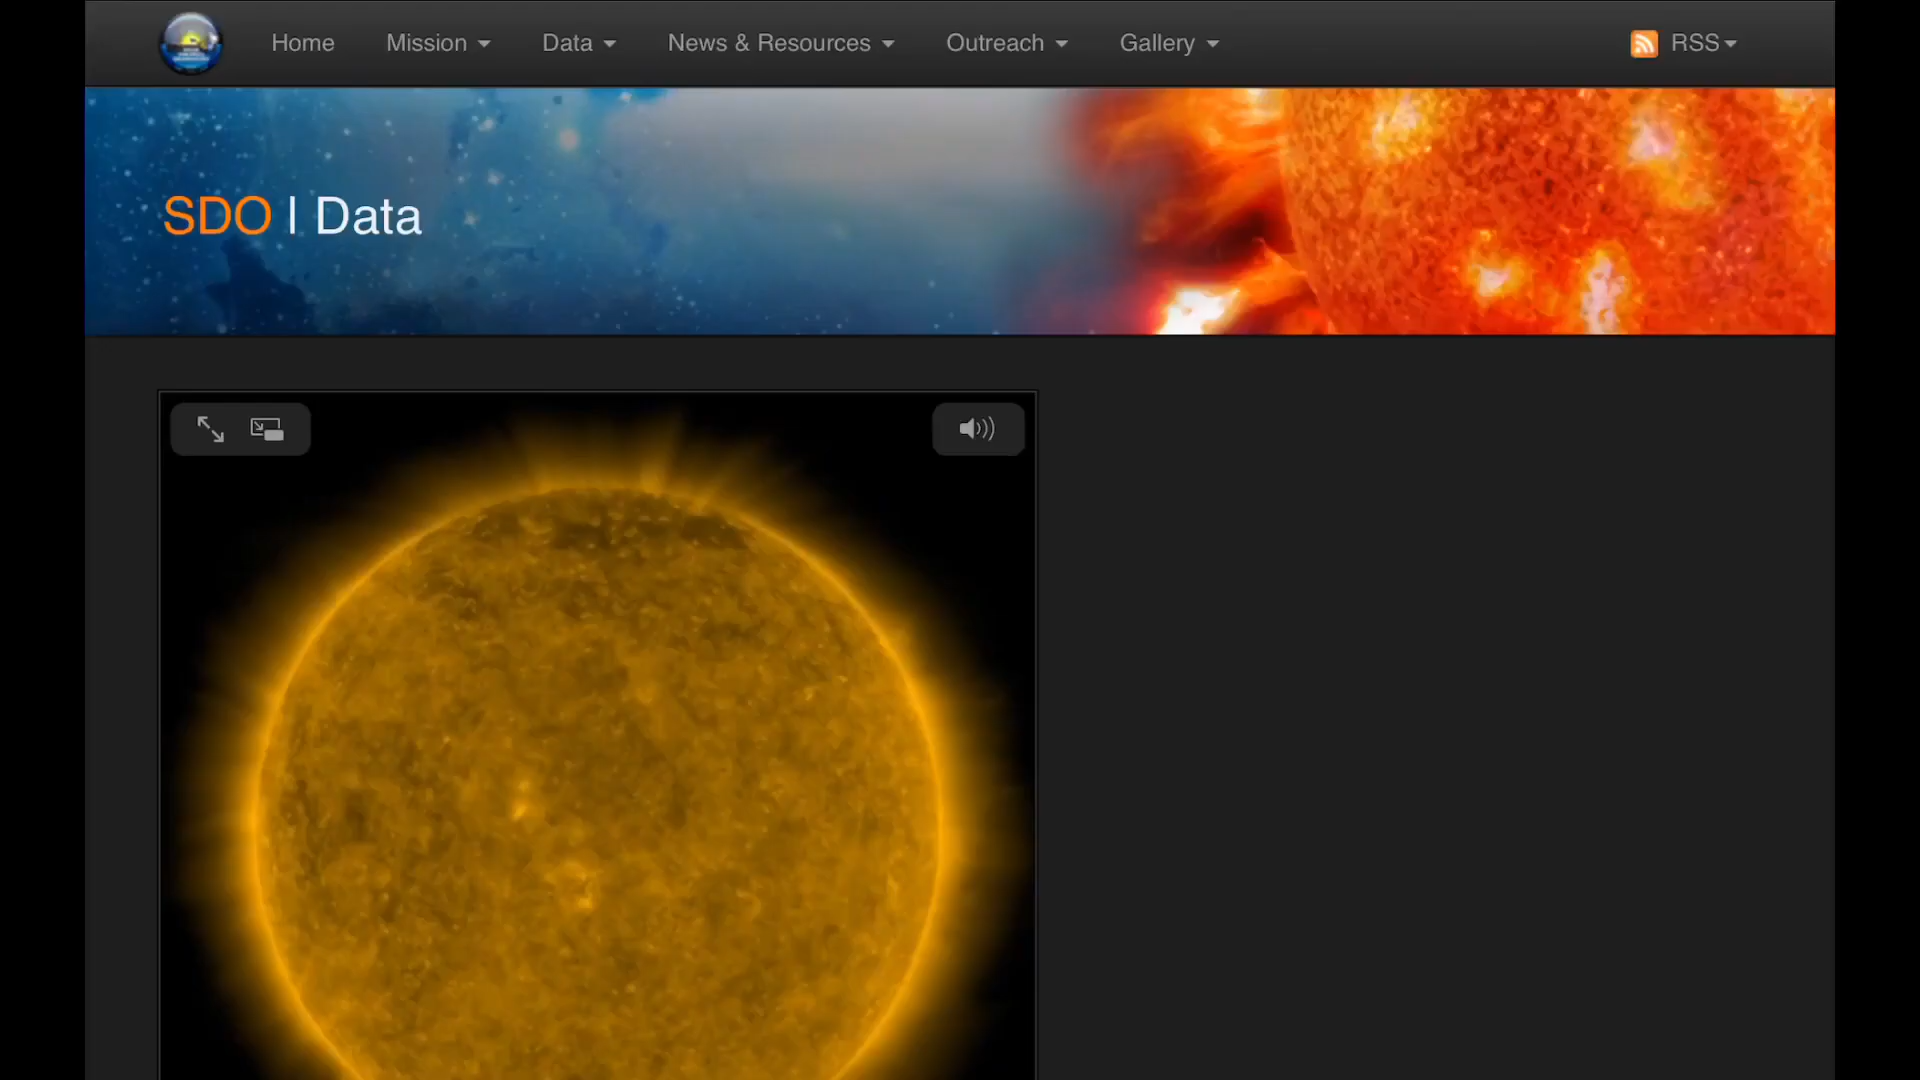 Home Mission Data News & Resources Outreach Gallery RSS
SDO | Data